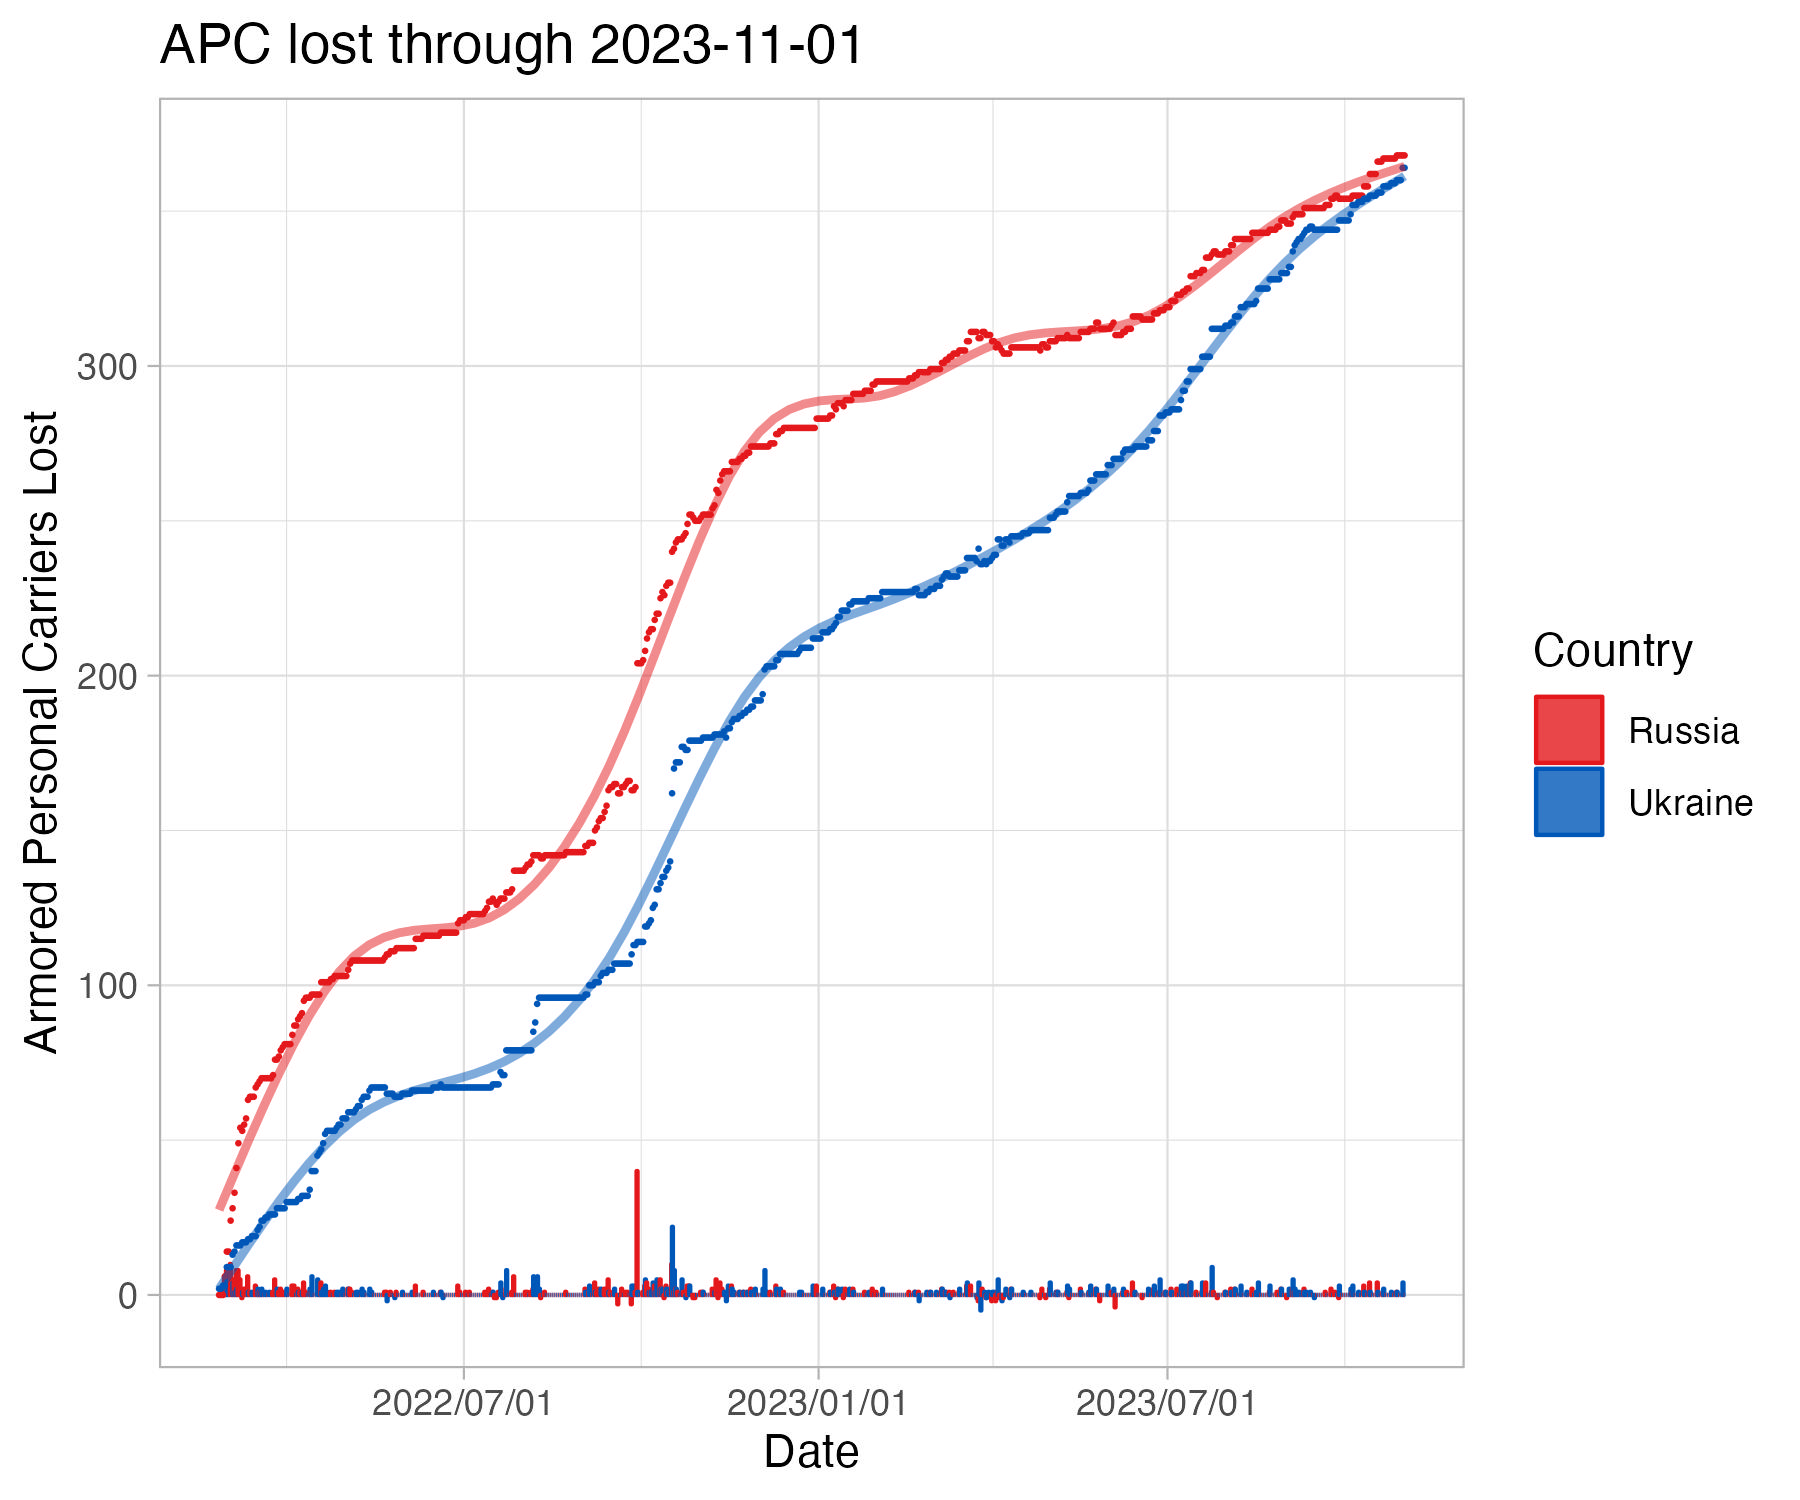 APC lost through 2023-11-01
Armored Personal Carriers Lost
300
200
100
0
2022/07/01
2023/01/01
2023/07/01
Date
Country
Russia
Ukraine